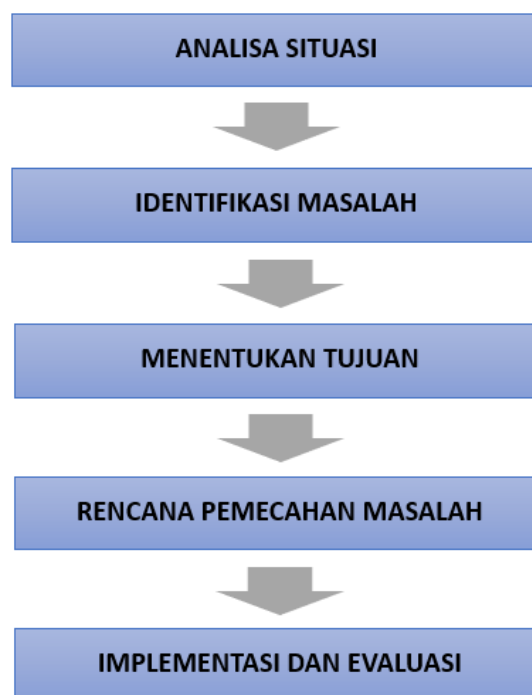 ANALISA SITUASI
IDENTIFIKASI MASALAH
MENENTUKAN TUJUAN
RENCANA PEMECAHAN MASALAH
IMPLEMENTASI DAN EVALUASI